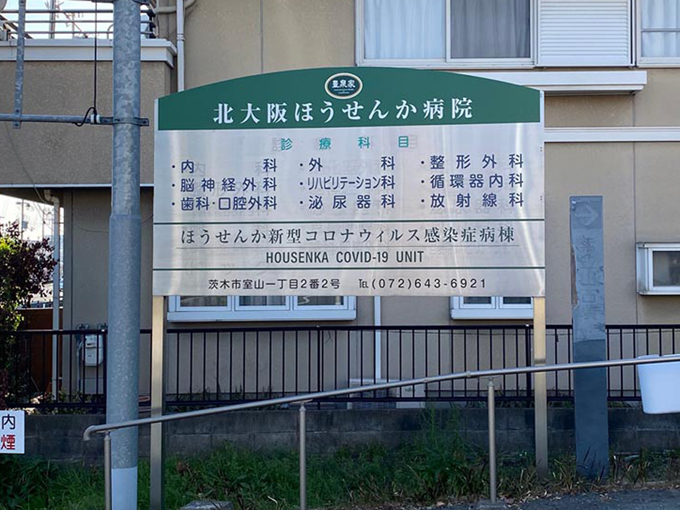 豊泉家
北大阪ほうせんか病院
診療科目
・内科 ・外科 ・整形外科
・脳神経外科 ・リハビリテーション科 ・循環器内科
・歯科・口腔外科 ・泌尿器科 ・放射線科
ほうせんか新型コロナウィルス感染症病棟
HOUSENKA COVID-19 UNIT
茨木市室山一丁目2番2号 TEL(072)643-6921
内
煙